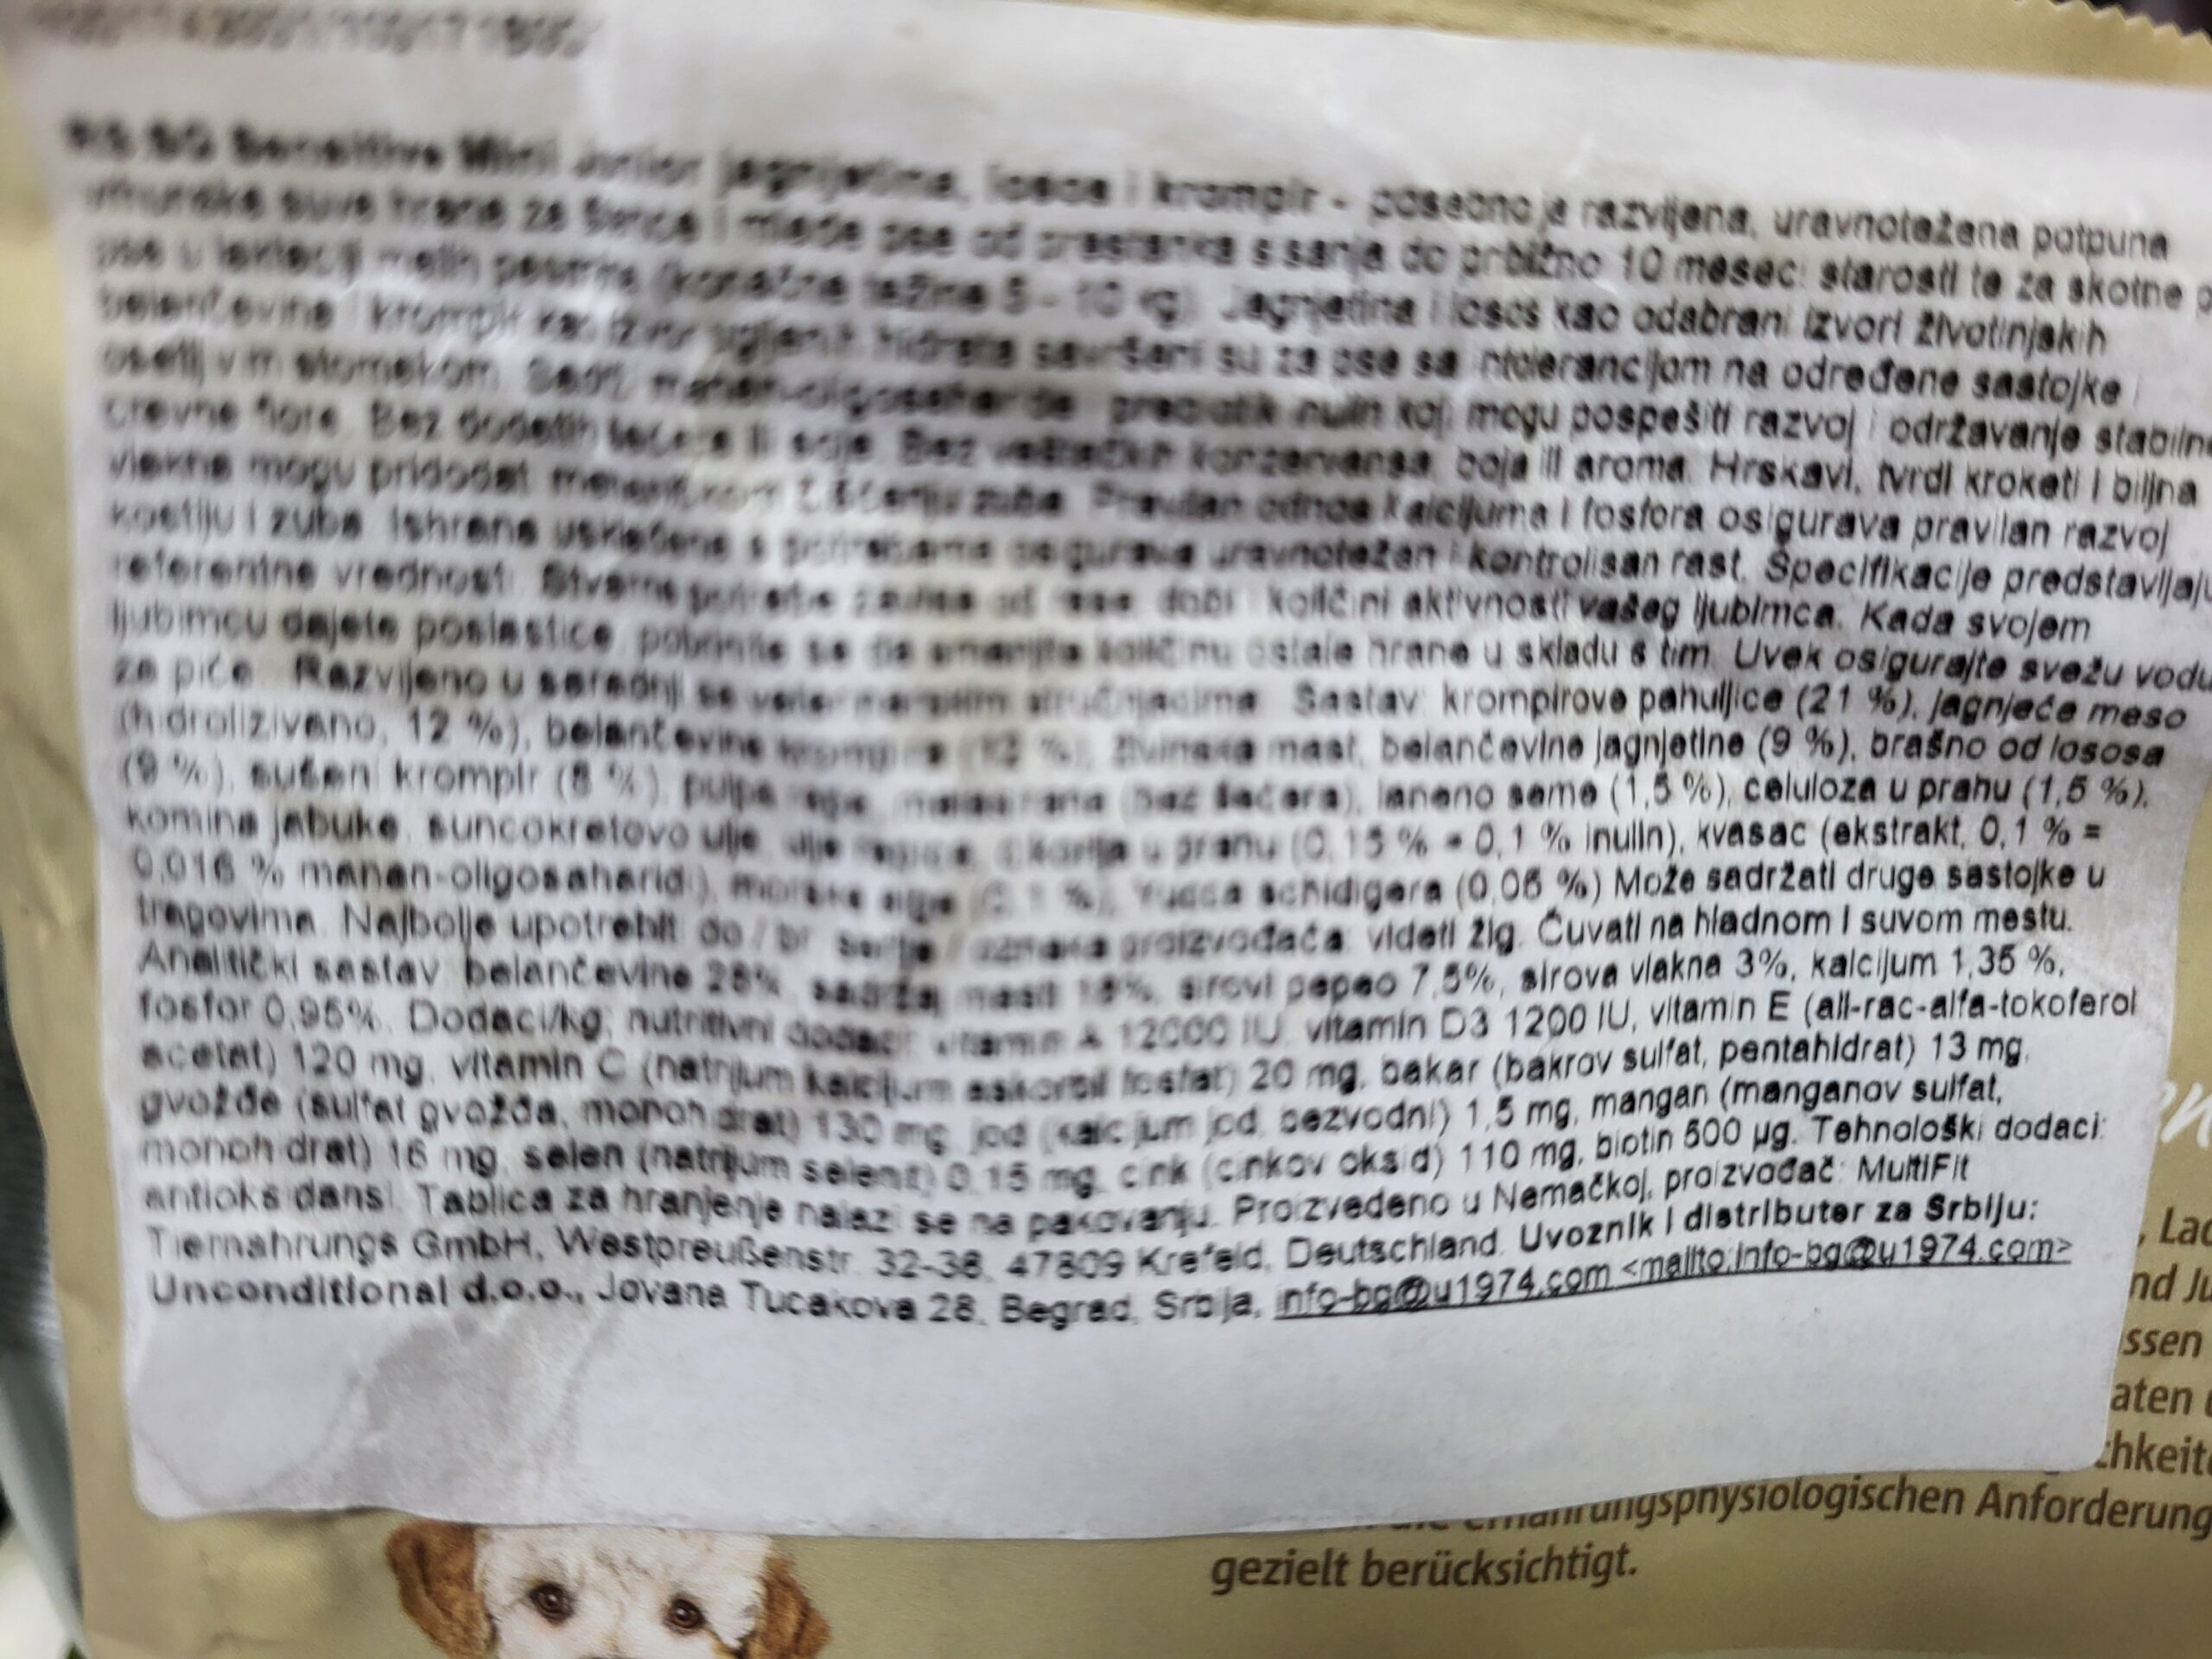 Sensitive Mini Junior jagnjetina, losos i krompir - posebno je razvijena, uravnotežena potpuna
vrhunska suva hrana za štence i mlade pse od prestanka sisanja do približno 10 meseci starosti te za skotne
pse u laktaciji malih pasmina (konačna težina 5 - 10 kg). Jagnjetina i losos kao odabrani izvori životinjskih
belančevina i krompir kao izvor ugljenih hidrata savršeni su za pse sa intolerancijom na određene sastojke i
osetljivim stomakom. Sadrži manan-oligosaharide i prebiotik inulin koji mogu pospešiti razvoj i održavanje
crevne flore. Bez dodatih šećera ili soje. Bez veštačkih konzervansa, boja ili aroma. Hrskavi, tvrdi kroketi i biljna
vlakna mogu pridodat čišćenju zuba. Pravilan odnos kalcijuma i fosfora osigurava pravilan razvoj
kostiju i zuba. Ishrana usklađena s potrebama osigurava uravnotežen i kontrolisan rast. Specifikacije predstavljaju
referentne vrednosti. Stvarne potrebe zavise od rase, dobi i količini aktivnosti vašeg ljubimca. Kada svojem
ljubimcu dajete poslastice, pobrinite se da smanjite količinu ostale hrane u skladu s tim. Uvek osigurajte svežu vodu
za piće. Razvijeno u saradnji sa veterinarskim stručnjacima. Sastav: krompirove pahuljice (21 %), jagnjeće meso
(hidrolizivano, 12 %), belančevine krompira (12 %), živinska mast, belančevine jagnjetine (9 %), brašno od lososa
(9 %), sušeni krompir (8 %), pulpa repe, melasirana (bez šećera), laneno seme (1,5 %), celuloza u prahu (1,5 %),
komina jabuke, suncokretovo ulje, ulje repice, cikorija u prahu (0,15 % = 0,1 % inulin), kvasac (ekstrakt, 0,1 % =
0,016 % manan-oligosaharidi), morske alge (0,1 %), Yucca schidigera (0,05 %) Može sadržati druge sastojke u
tragovima. Najbolje upotrebit do / br serije / oznaka proizvođača: videti žig. Čuvati na hladnom i suvom mestu.
Analitički sastav: belančevine 28%, sadržaj masti 18%, sirovi pepeo 7,5%, sirova vlakna 3%, kalcijum 1,35 %,
fosfor 0,95%. Dodaci/kg; nutritivni dodaci: vitamin A 12000 IU, vitamin D3 1200 IU, vitamin E (all-rac-alfa-tokoferol
acetat) 120 mg, vitamin C (natrijum kalcijum askorbil fosfat) 20 mg, bakar (bakrov sulfat, pentahidrat) 13 mg,
gvožđe (sulfat gvožđa, monohidrat) 130 mg, jod (kalcijum jod, bezvodni) 1,5 mg, mangan (manganov sulfat,
monohidrat) 16 mg, selen (natrijum selenit) 0,15 mg, cink (cinkov oksid) 110 mg, biotin 500 µg. Tehnološki dodaci:
antioksidansi. Tablica za hranjenje nalazi se na pakovanju. Proizvedeno u Nemačkoj, proizvođač: MultiFit
Tiernahrungs GmbH, Westpreußenstr. 32-38, 47809 Krefeld, Deutschland. Uvoznik i distributer za Srbiju:
Unconditional d.o.o., Jovana Tucakova 28, Begrad, Srbija, info-bg@u1974.com <mailto:info-bg@u1974.com>
ernährungsphysiologischen Anforderung
gezielt berücksichtigt.